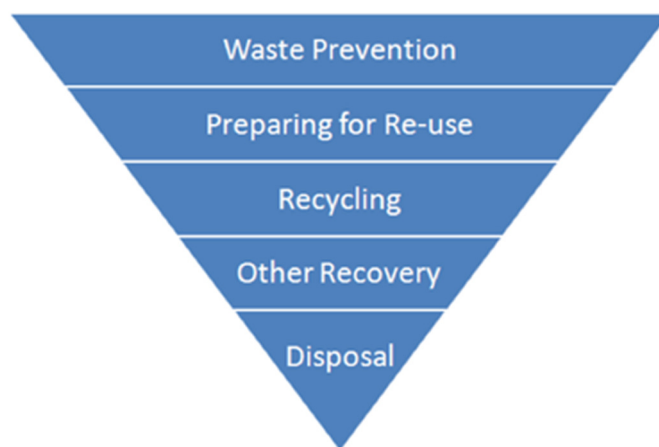 Waste Prevention
Preparing for Re-use
Recycling
Other Recovery
Disposal